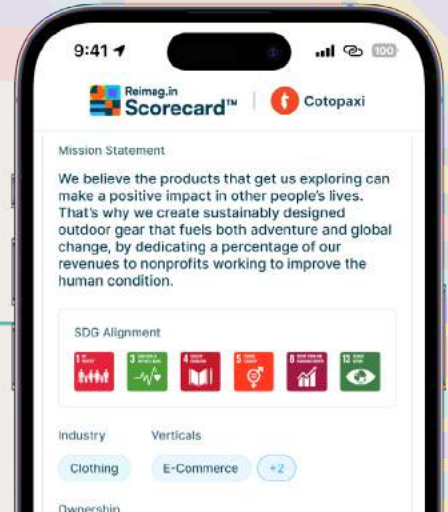 9:41
100
Reimag.in
Scorecard™
Cotopaxi
Mission Statement
We believe the products that get us exploring can
make a positive impact in other people's lives.
That's why we create sustainably designed
outdoor gear that fuels both adventure and global
change, by dedicating a percentage of our
revenues to nonprofits working to improve the
human condition.
SDG Alignment
1 3 4 5 8 13
Industry Verticals
Clothing E-Commerce +2
Ownership